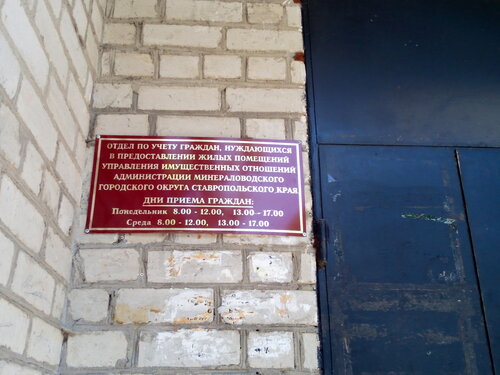 ОТДЕЛ ПО УЧЕТУ ГРАЖДАН, НУЖДАЮЩИХСЯ
В ПРЕДОСТАВЛЕНИИ ЖИЛЫХ ПОМЕЩЕНИЙ
УПРАВЛЕНИЯ ИМУЩЕСТВЕННЫХ ОТНОШЕНИЙ
АДМИНИСТРАЦИИ МИНЕРАЛОВОДСКОГО
ГОРОДСКОГО ОКРУГА СТАВРОПОЛЬСКОГО КРАЯ
ДНИ ПРИЕМА ГРАЖДАН:
Понедельник 8.00 - 12.00, 13.00 - 17.00
Среда 8.00 - 12.00, 13.00 - 17.00